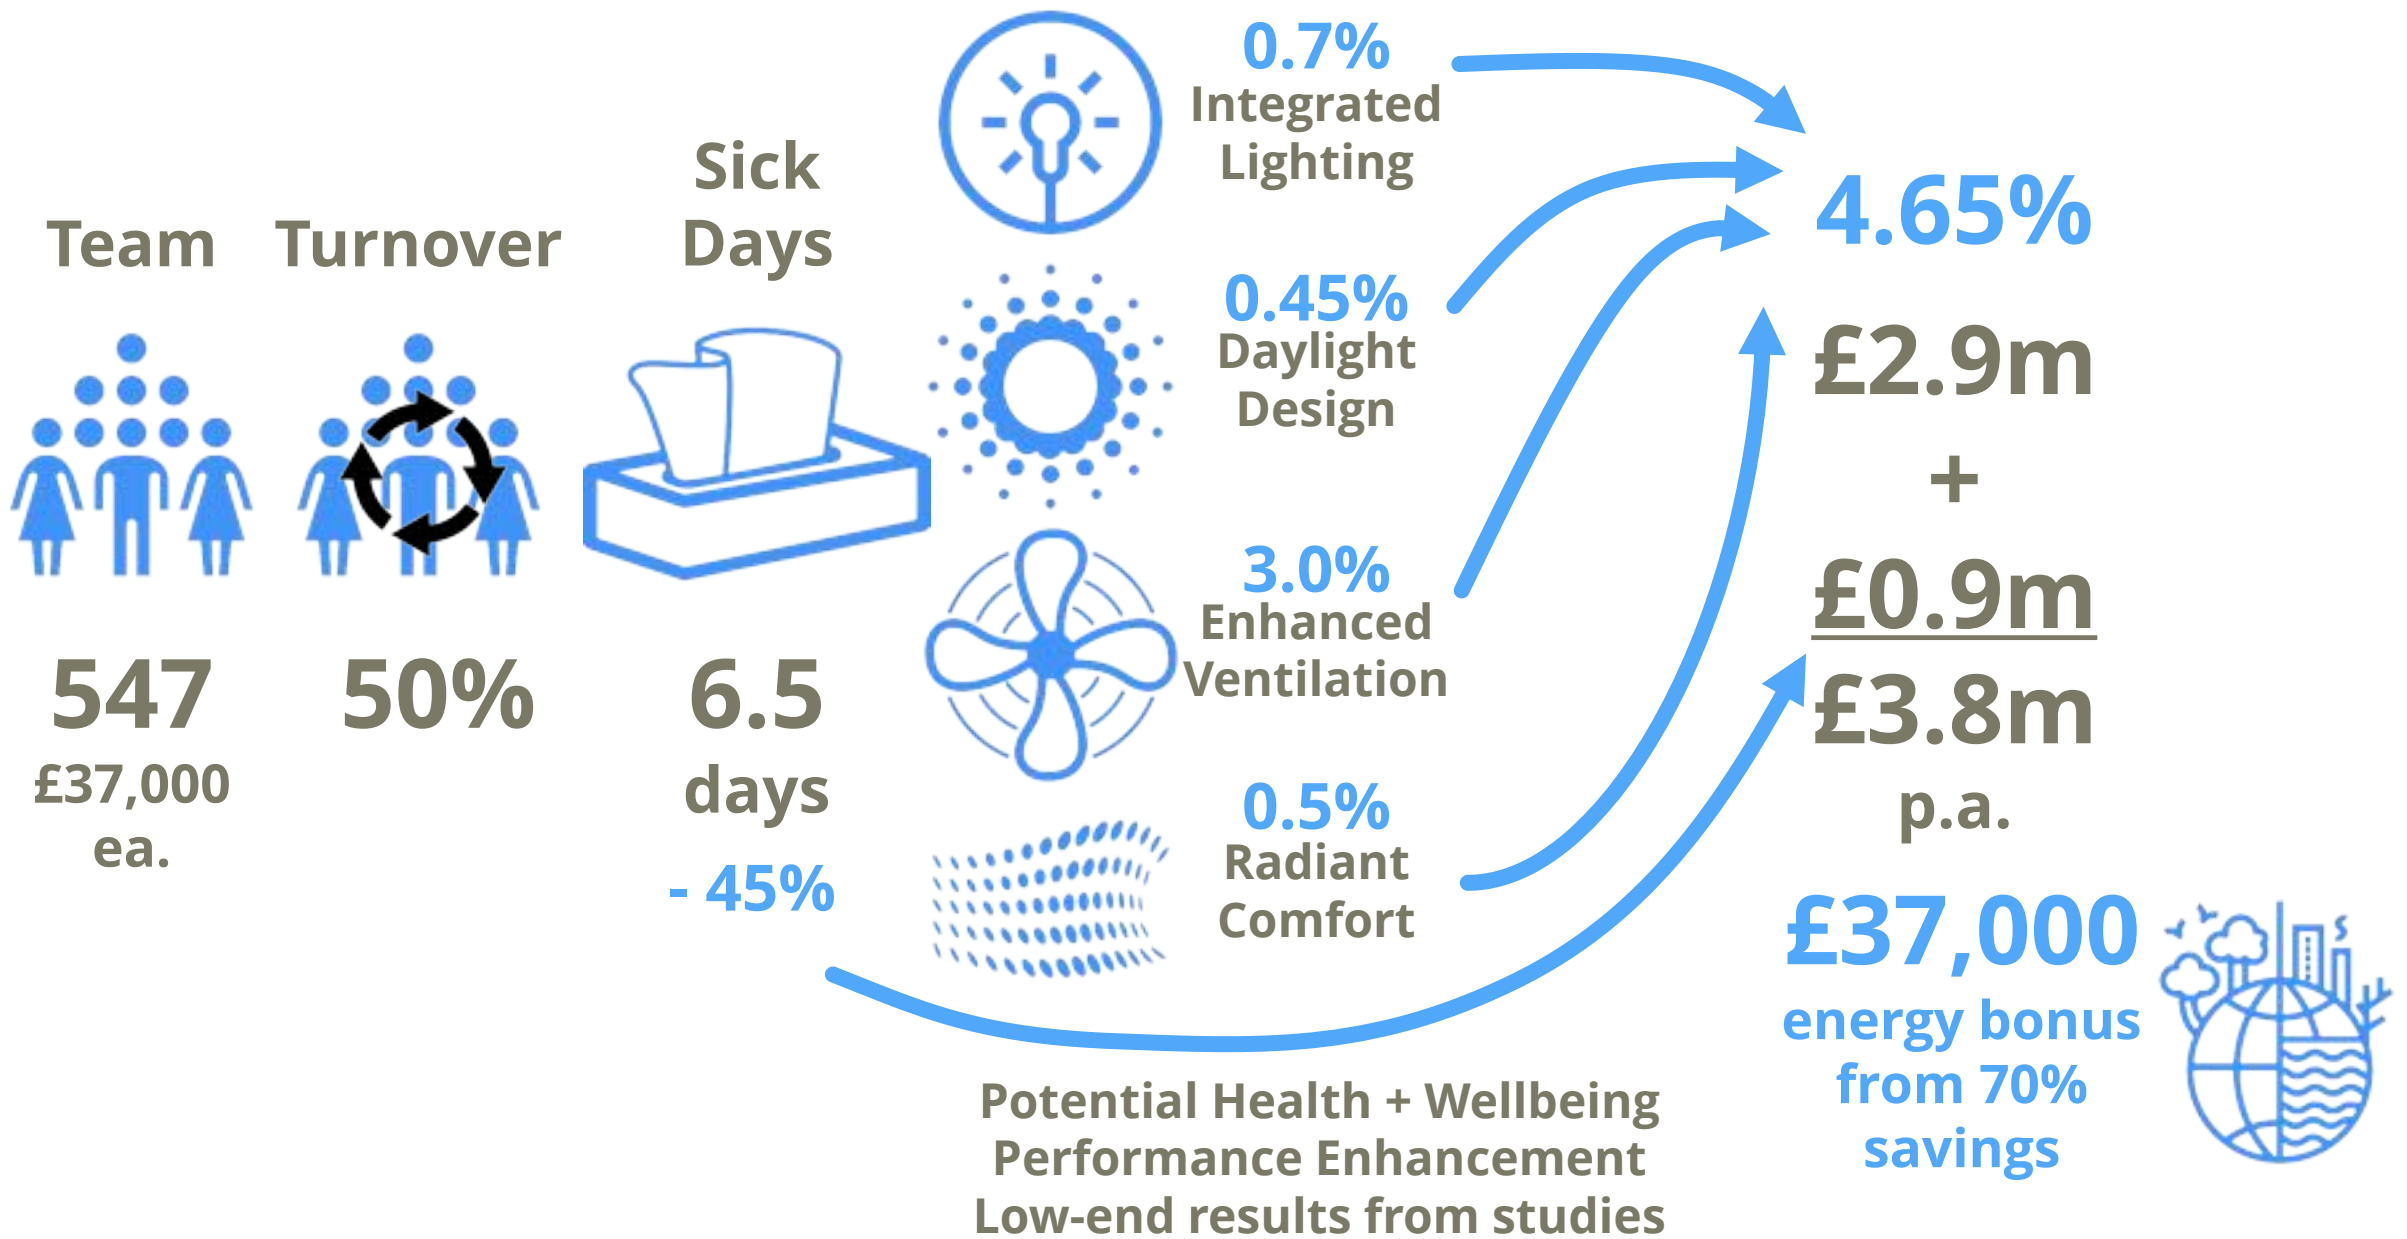 Team
547
£37,000
ea.
Turnover
50%
Sick
Days
6.5
days
- 45%
0.7%
Integrated
Lighting
0.45%
Daylight
Design
3.0%
Enhanced
Ventilation
0.5%
Radiant
Comfort
Potential Health + Wellbeing
Performance Enhancement
Low-end results from studies
4.65%
£2.9m
+
£0.9m
£3.8m
p.a.
£37,000
energy bonus
from 70%
savings